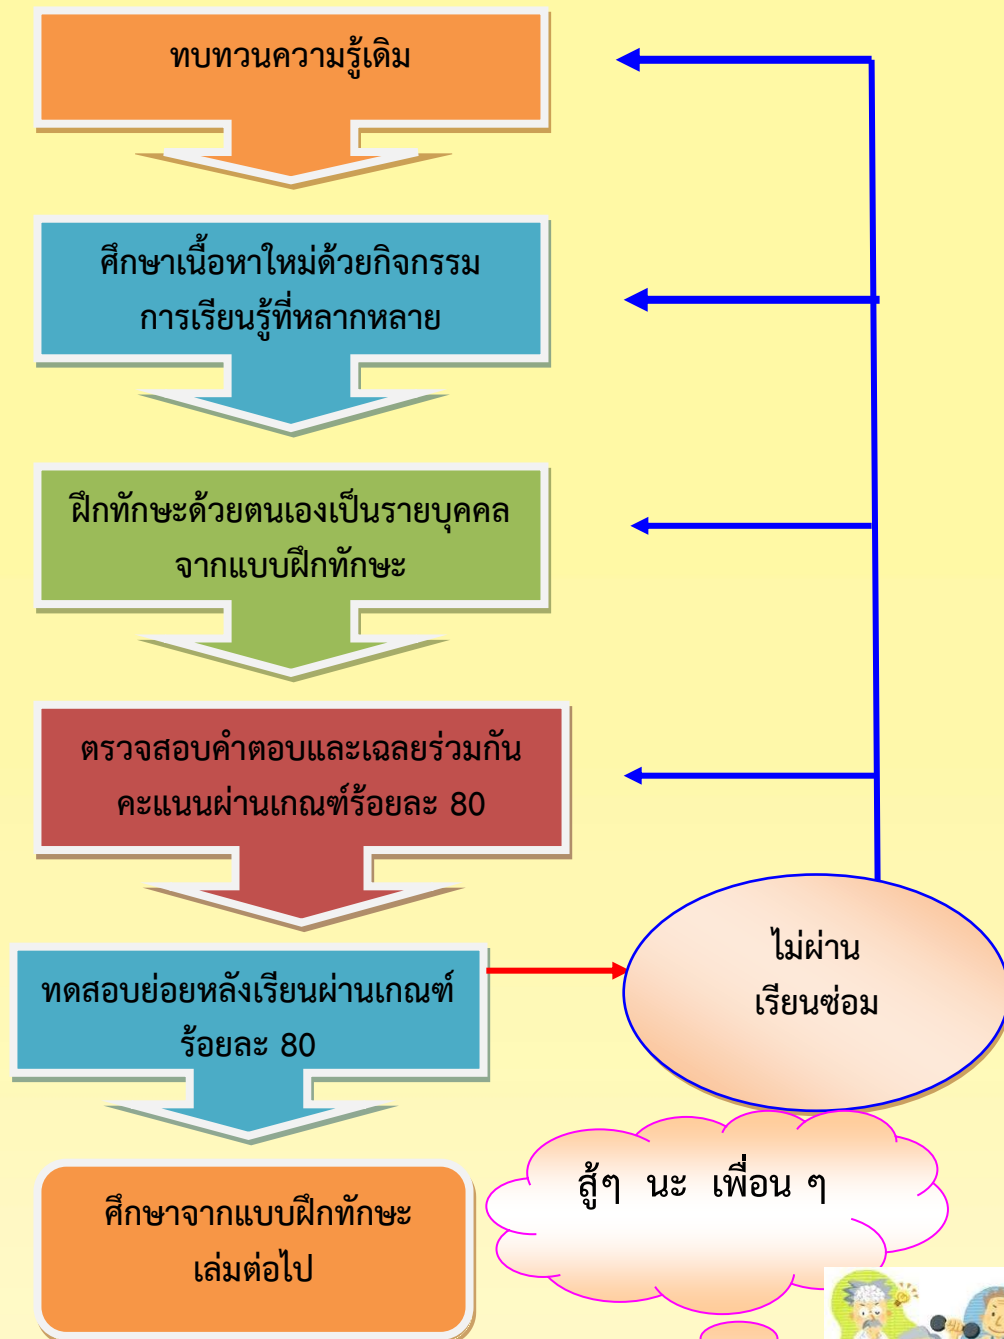 ทบทวนความรู้เดิม
ศึกษาเนื้อหาใหม่ด้วยกิจกรรม
การเรียนรู้ที่หลากหลาย
ฝึกทักษะด้วยตนเองเป็นรายบุคคล
จากแบบฝึกทักษะ
ตรวจสอบคำตอบและเฉลยร่วมกัน
คะแนนผ่านเกณฑ์ร้อยละ 80
ทดสอบย่อยหลังเรียนผ่านเกณฑ์
ร้อยละ 80
ไม่ผ่าน
เรียนซ่อม
ศึกษาจากแบบฝึกทักษะ
เล่มต่อไป
สู้ๆ นะ เพื่อน ๆ